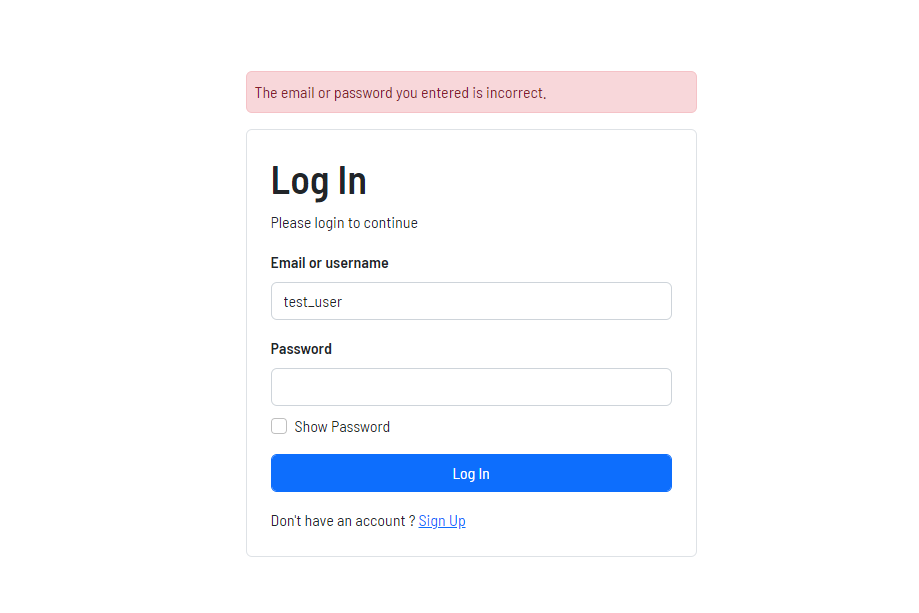 The email or password you entered is incorrect.
Log In
Please login to continue
Email or username
test_user
Password
Show Password
Log In
Don't have an account ? Sign Up